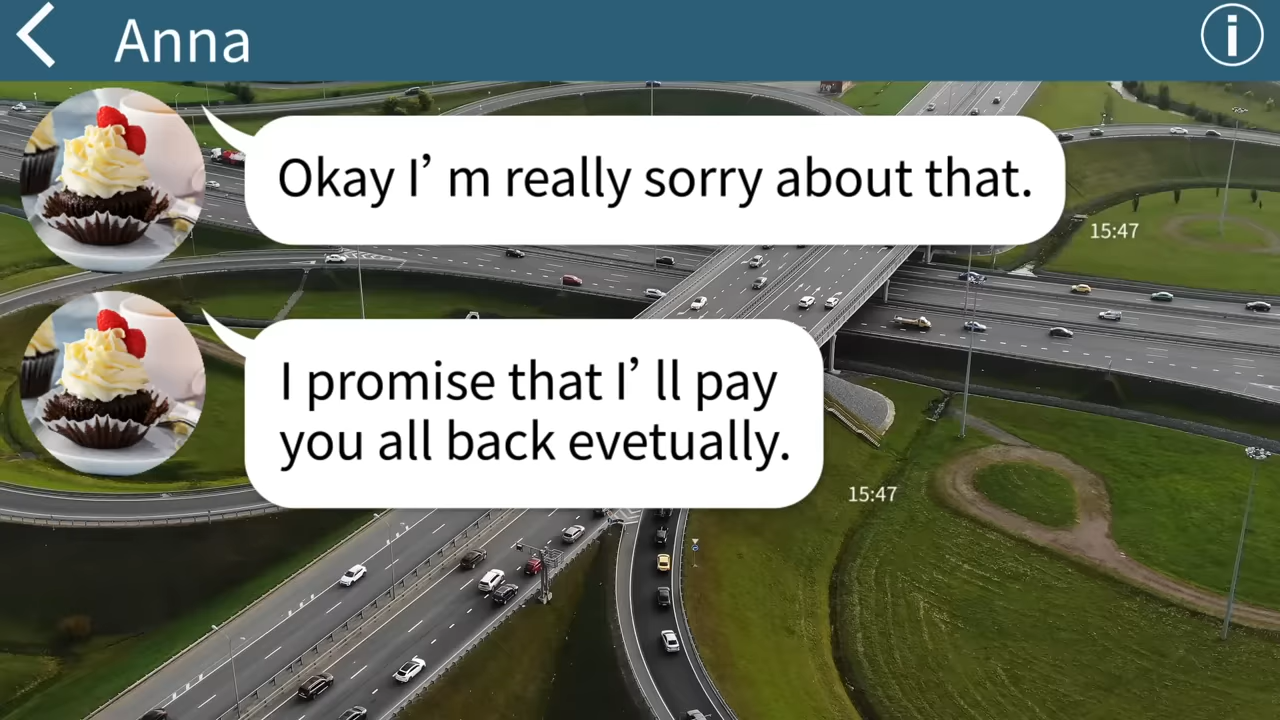 Anna
Okay I’ m really sorry about that.
15:47
I promise that I’ ll pay
you all back evetually.
15:47